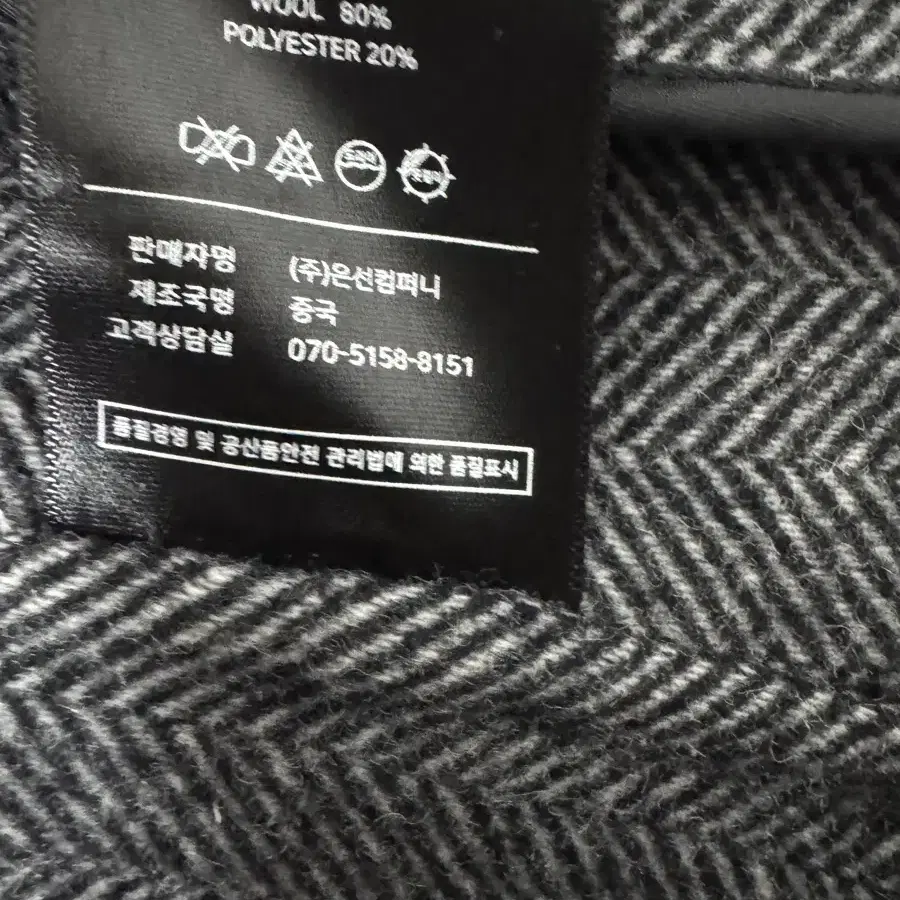 WOOL 80%
POLYESTER 20%
판매자명 (주)은선컴퍼니
제조국명 중국
고객상담실 070-5158-8151
품질경영 및 공산품안전 관리법에 의한 품질표시